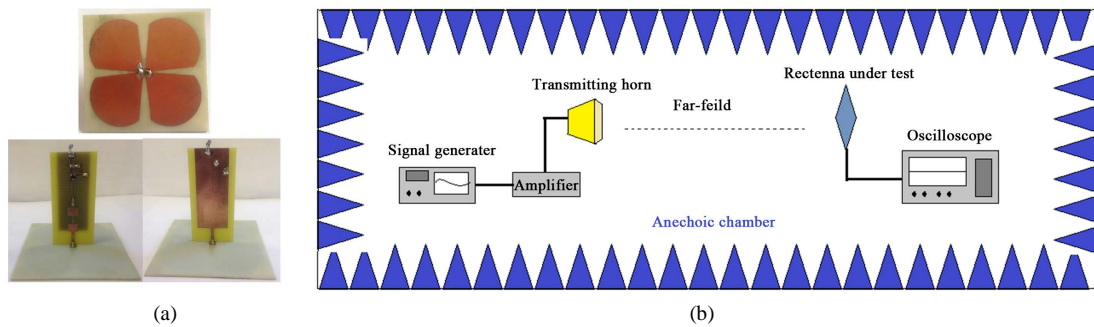 (a)
Transmitting horn
Far-feild
Rectenna under test
Signal generater
Amplifier
Oscilloscope
Anechoic chamber
(b)